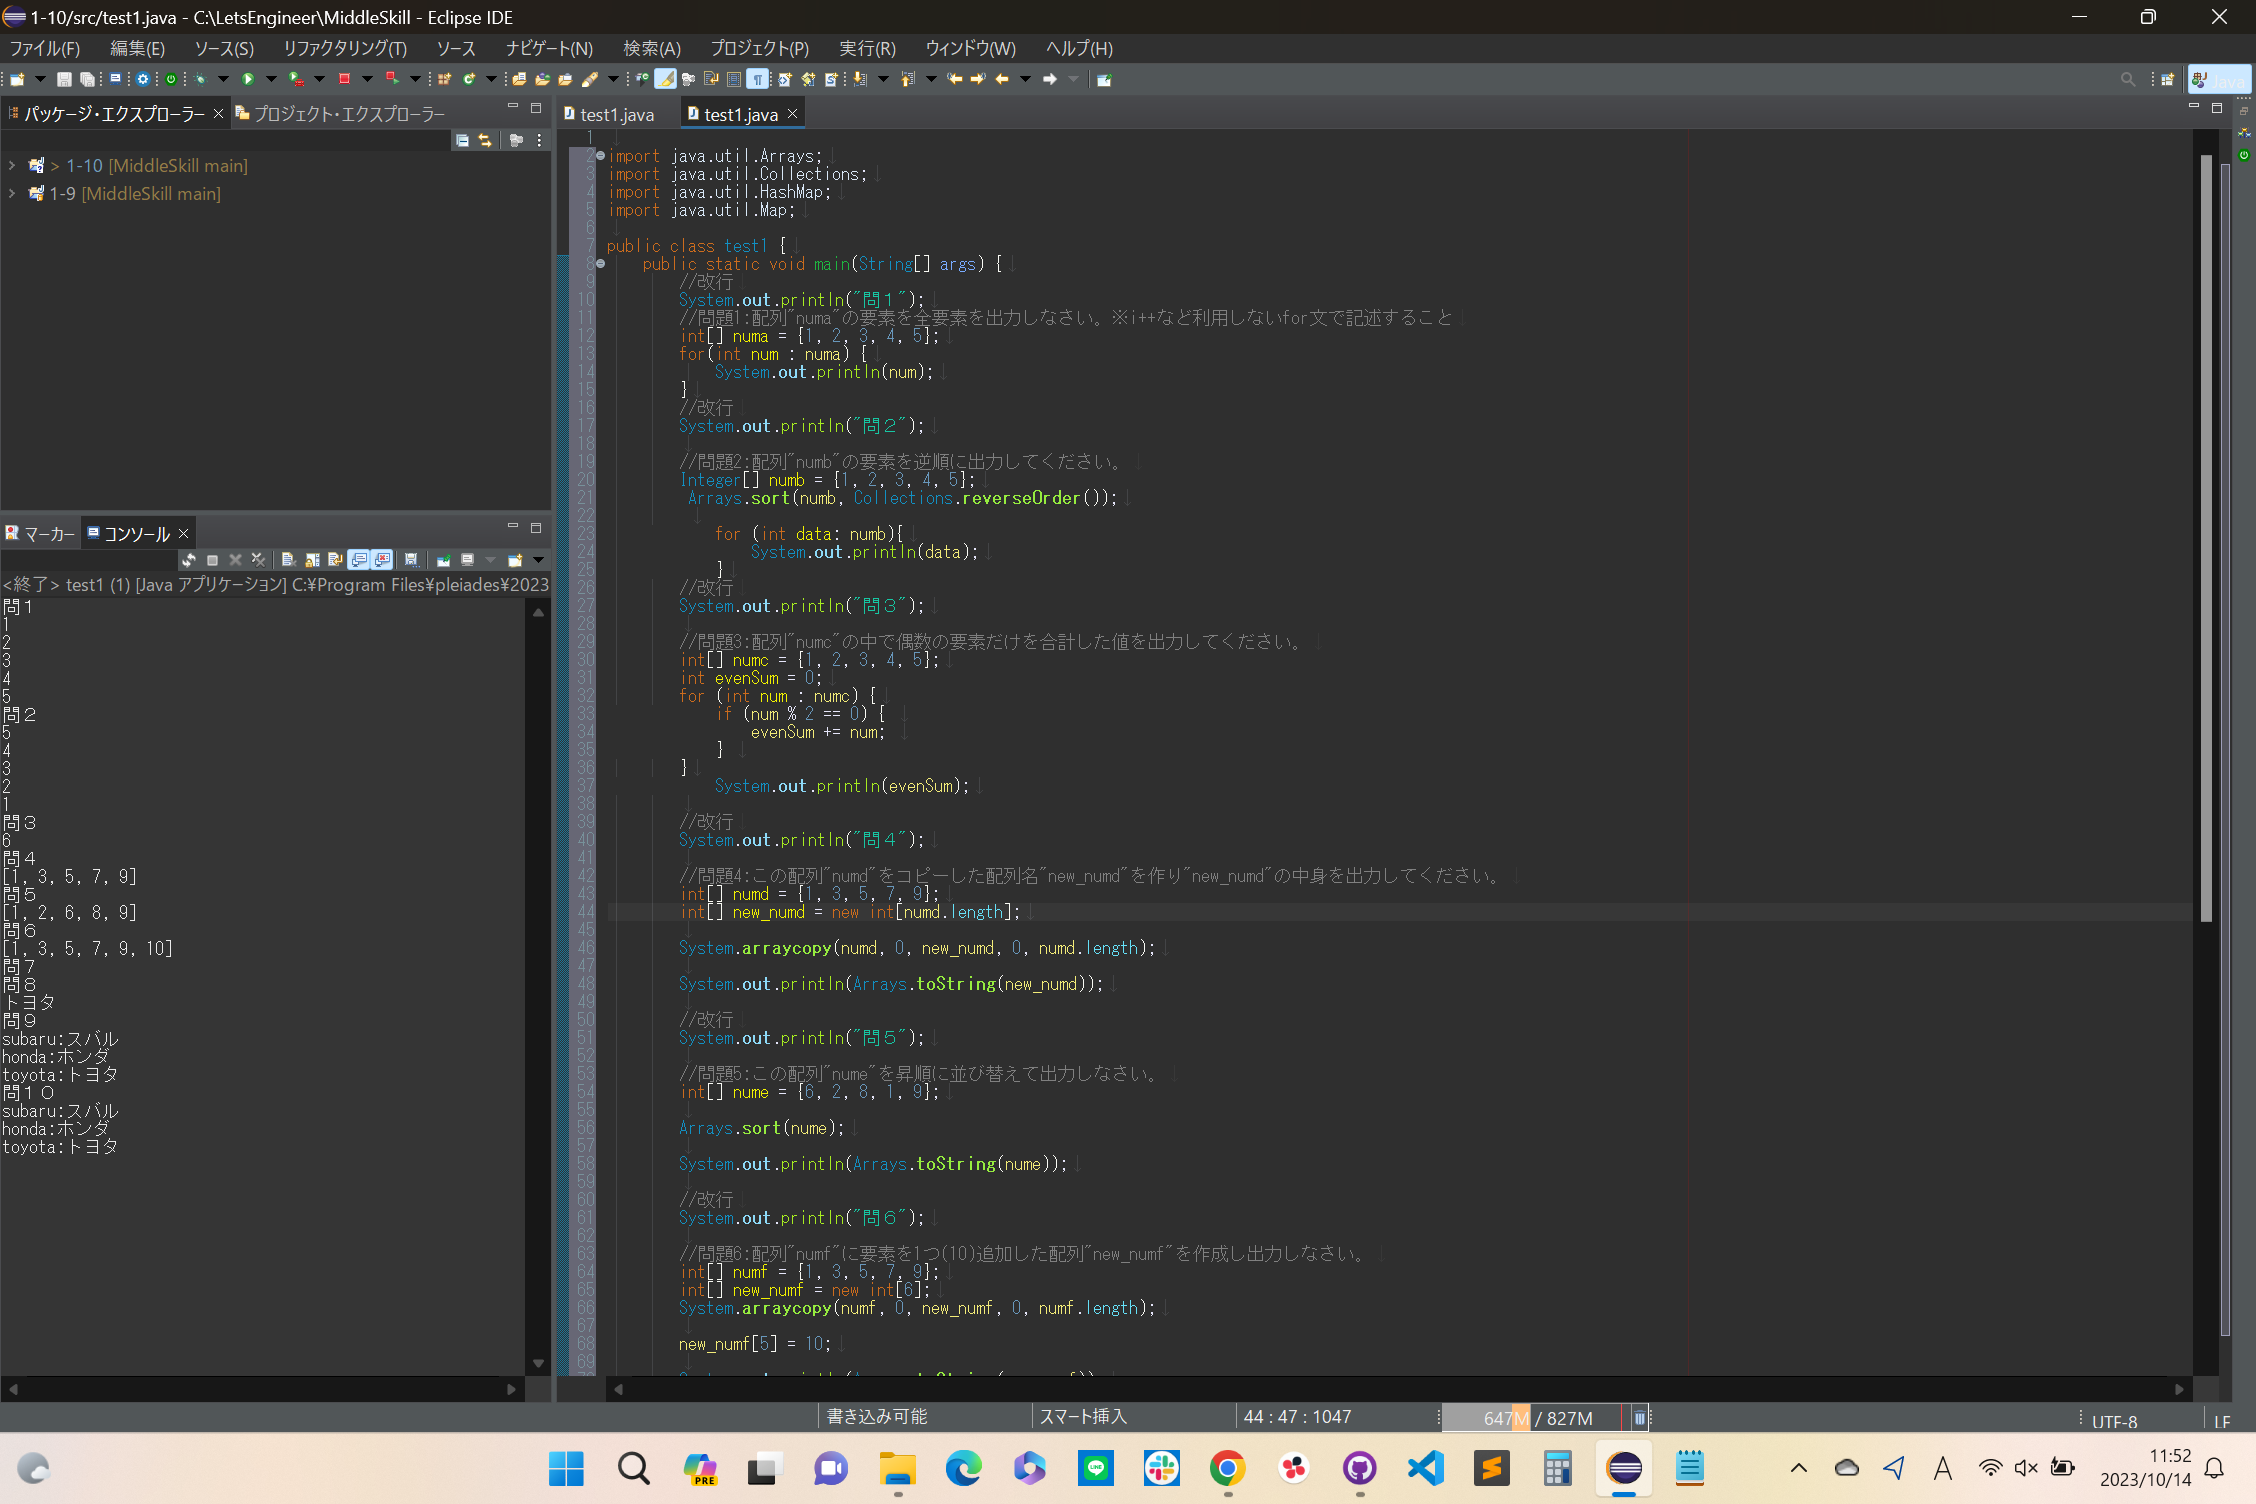 1-10/src/test1.java - C:\LetsEngineer\MiddleSkill - Eclipse IDE
ファイル(F) 編集(E) ソース(S) リファクタリング(T) ソース ナビゲート(N) 検索(A) プロジェクト(P) 実行(R) ウィンドウ(W) ヘルプ(H)
パッケージ・エクスプローラー プロジェクト・エクスプローラー
> 1-10 [MiddleSkill main]
1-9 [MiddleSkill main]
マーカー コンソール
<終了> test1 (1) [Java アプリケーション] C:¥Program Files¥pleiades¥2023
問１
1
2
3
4
5
問２
5
4
3
2
1
問３
6
問４
[1, 3, 5, 7, 9]
問５
[1, 2, 6, 8, 9]
問６
[1, 3, 5, 7, 9, 10]
問７
問８
トヨタ
問９
subaru:スバル
honda:ホンダ
toyota:トヨタ
問１０
subaru:スバル
honda:ホンダ
toyota:トヨタ
test1.java test1.java
1
2 import java.util.Arrays;
3 import java.util.Collections;
4 import java.util.HashMap;
5 import java.util.Map;
6
7 public class test1 {
8 public static void main(String[] args) {
9 //改行
10 System.out.println("問１");
11 //問題1:配列"numa"の要素を全要素を出力しなさい。※i++など利用しないfor文で記述すること
12 int[] numa = {1, 2, 3, 4, 5};
13 for(int num : numa) {
14 System.out.println(num);
15 }
16 //改行
17 System.out.println("問２");
18
19 //問題2:配列"numb"の要素を逆順に出力してください。
20 Integer[] numb = {1, 2, 3, 4, 5};
21 Arrays.sort(numb, Collections.reverseOrder());
22
23 for (int data: numb){
24 System.out.println(data);
25 }
26 //改行
27 System.out.println("問３");
28
29 //問題3:配列"numc"の中で偶数の要素だけを合計した値を出力してください。
30 int[] numc = {1, 2, 3, 4, 5};
31 int evenSum = 0;
32 for (int num : numc) {
33 if (num % 2 == 0) {
34 evenSum += num;
35 }
36 }
37 System.out.println(evenSum);
38
39 //改行
40 System.out.println("問４");
41
42 //問題4:この配列"numd"をコピーした配列名"new_numd"を作り"new_numd"の中身を出力してください。
43 int[] numd = {1, 3, 5, 7, 9};
44 int[] new_numd = new int[numd.length];
45
46 System.arraycopy(numd, 0, new_numd, 0, numd.length);
47
48 System.out.println(Arrays.toString(new_numd));
49
50 //改行
51 System.out.println("問５");
52
53 //問題5:この配列"nume"を昇順に並び替えて出力しなさい。
54 int[] nume = {6, 2, 8, 1, 9};
55
56 Arrays.sort(nume);
57
58 System.out.println(Arrays.toString(nume));
59
60 //改行
61 System.out.println("問６");
62
63 //問題6:配列"numf"に要素を1つ(10)追加した配列"new_numf"を作成し出力しなさい。
64 int[] numf = {1, 3, 5, 7, 9};
65 int[] new_numf = new int[6];
66 System.arraycopy(numf, 0, new_numf, 0, numf.length);
67
68 new_numf[5] = 10;
69
書き込み可能 スマート挿入 44 : 47 : 1047 647M / 827M UTF-8 LF
PRE
LINE
A
11:52
2023/10/14